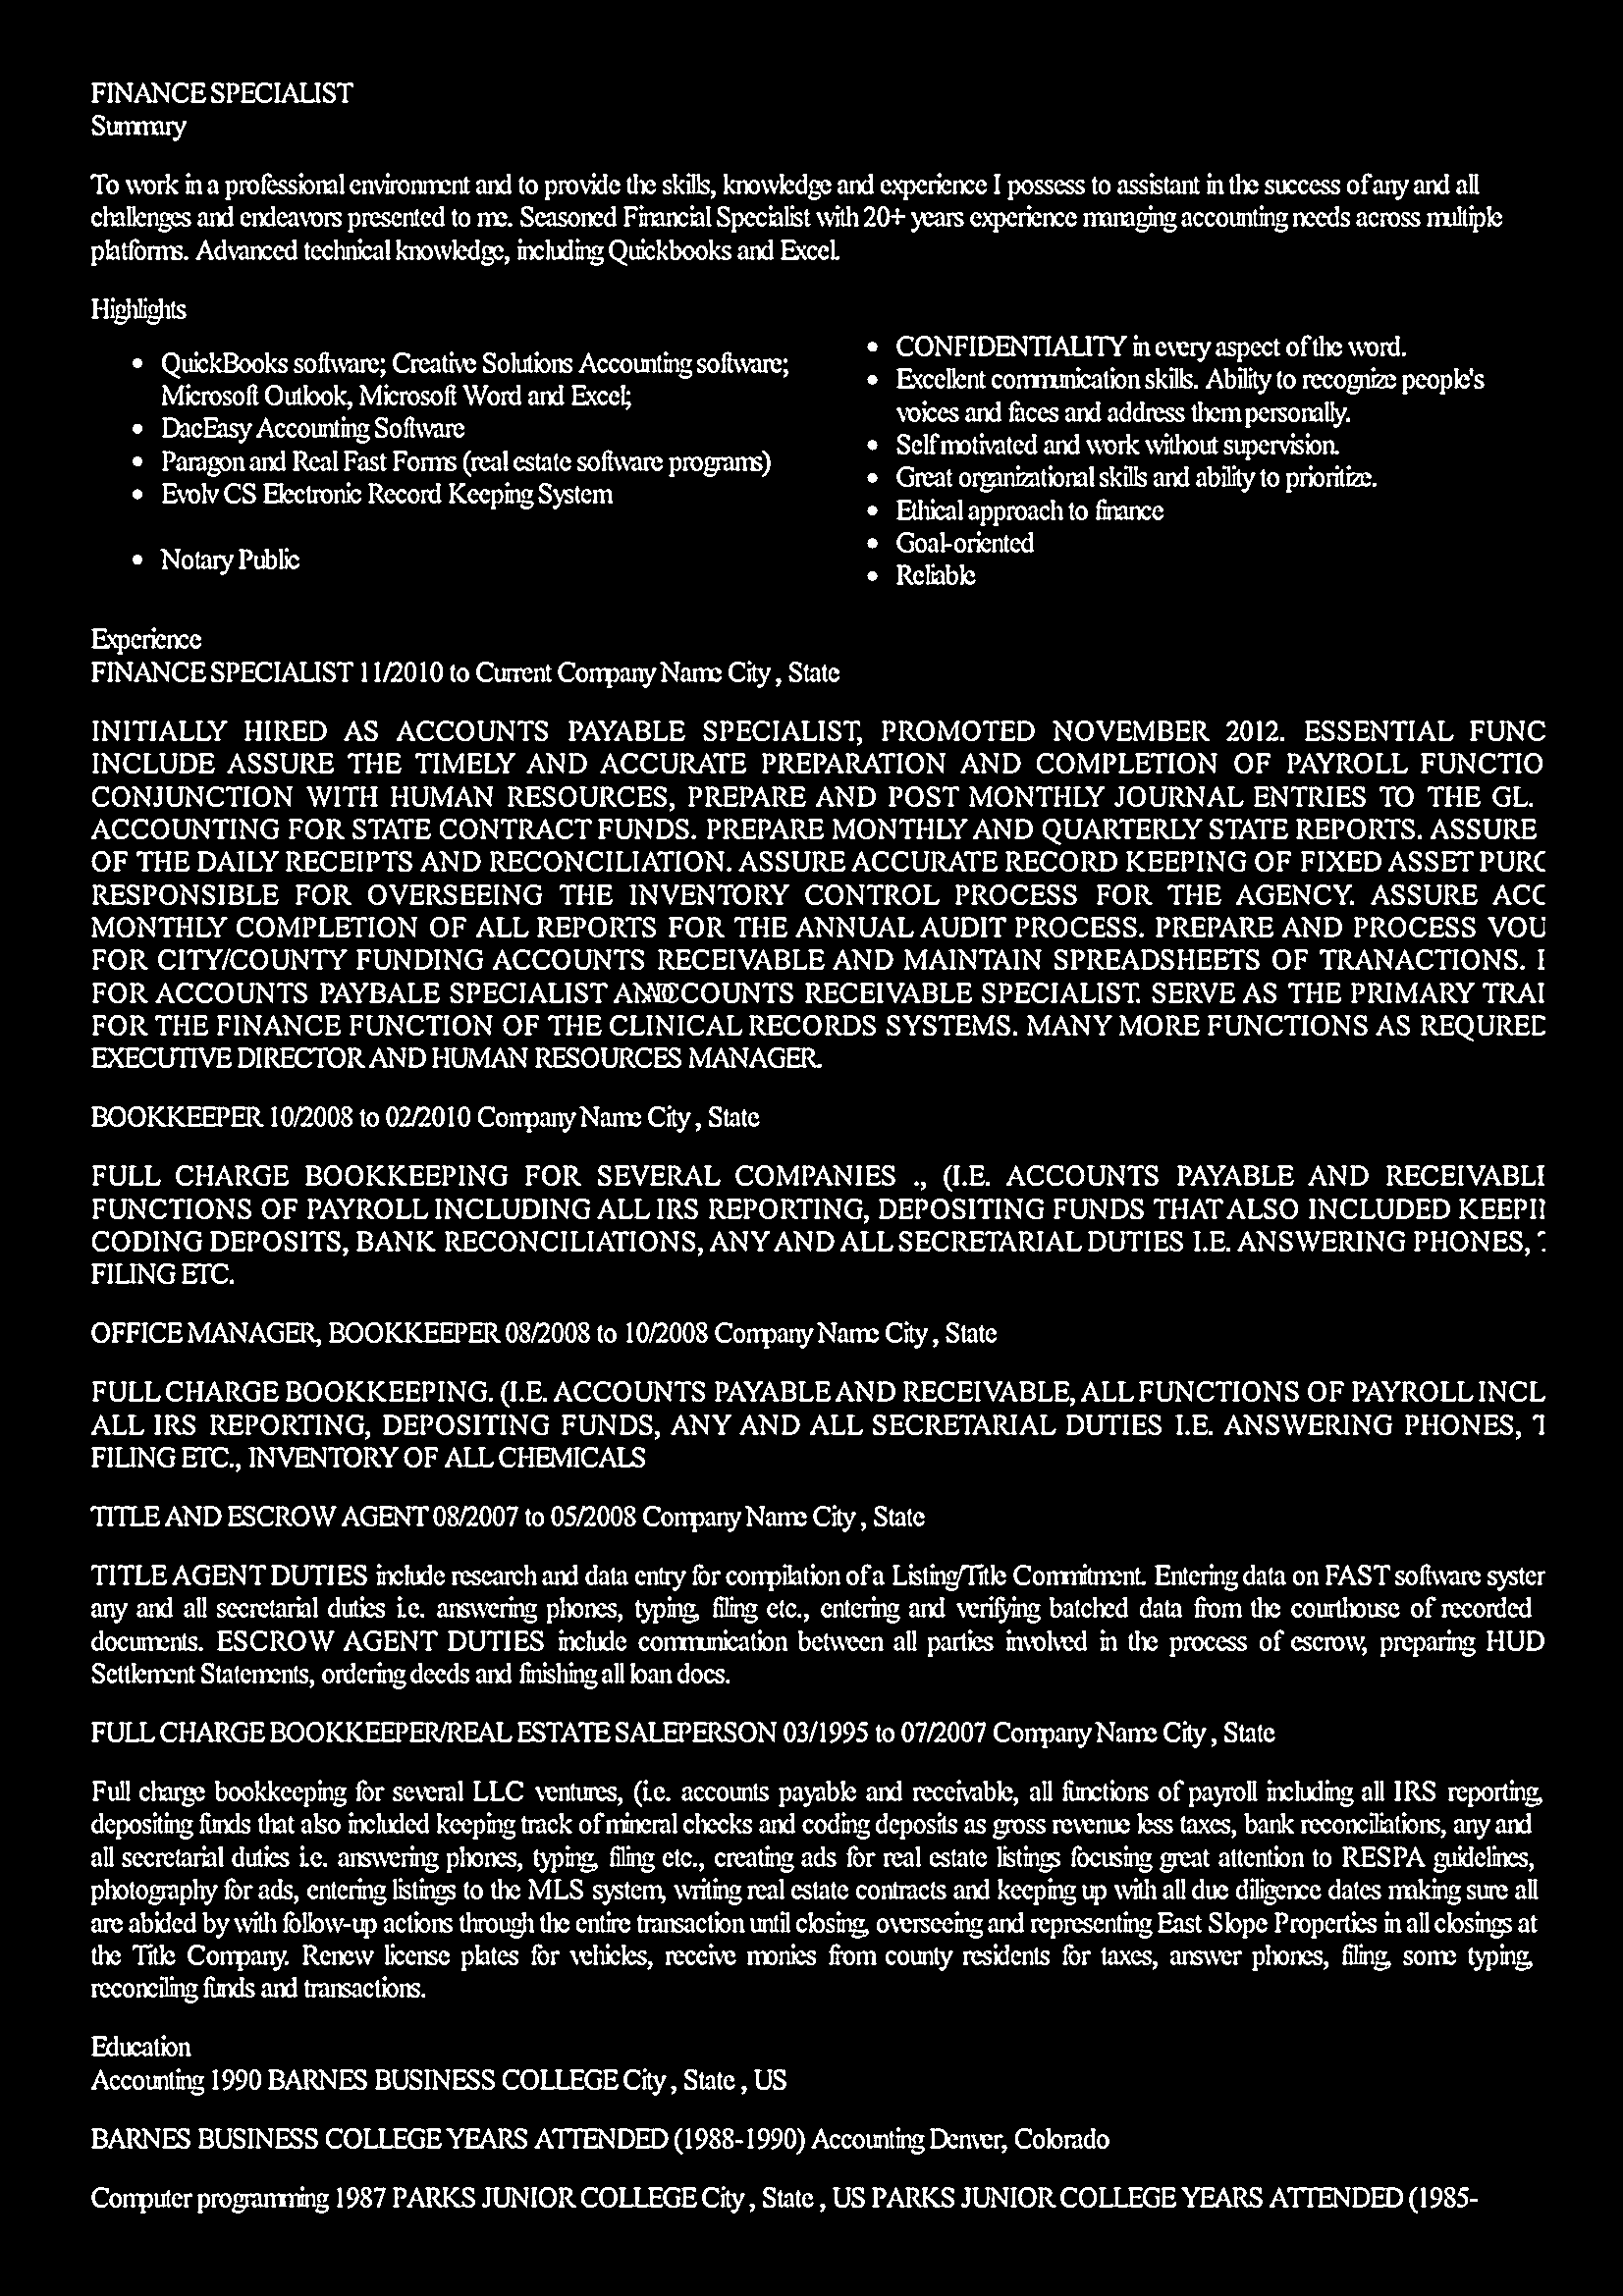 FINANCE SPECIALIST
Summary
To work in a professional environment and to provide the skills, knowledge and experience I possess to assistant in the success of any and all
challenges and endeavors presented to me. Seasoned Financial Specialist with 20+ years experience managing accounting needs across multiple
platforms. Advanced technical knowledge, including Quickbooks and Excel.
Highlights
QuickBooks software; Creative Solutions Accounting software;
Microsoft Outlook, Microsoft Word and Excel;
DacEasy Accounting Software
Paragon and Real Fast Forms (real estate software programs)
Evolv CS Electronic Record Keeping System
Notary Public
CONFIDENTIALITY in every aspect of the word.
Excellent communication skills. Ability to recognize people's
voices and faces and address them personally.
Self motivated and work without supervision.
Great organizational skills and ability to prioritize.
Ethical approach to finance
Goal-oriented
Reliable
Experience
FINANCE SPECIALIST 11/2010 to Current Company Name City , State
INITIALLY HIRED AS ACCOUNTS PAYABLE SPECIALIST, PROMOTED NOVEMBER 2012. ESSENTIAL FUNC
INCLUDE ASSURE THE TIMELY AND ACCURATE PREPARATION AND COMPLETION OF PAYROLL FUNCTIO
CONJUNCTION WITH HUMAN RESOURCES, PREPARE AND POST MONTHLY JOURNAL ENTRIES TO THE GL.
ACCOUNTING FOR STATE CONTRACT FUNDS. PREPARE MONTHLY AND QUARTERLY STATE REPORTS. ASSURE
OF THE DAILY RECEIPTS AND RECONCILIATION. ASSURE ACCURATE RECORD KEEPING OF FIXED ASSET PURC
RESPONSIBLE FOR OVERSEEING THE INVENTORY CONTROL PROCESS FOR THE AGENCY. ASSURE ACC
MONTHLY COMPLETION OF ALL REPORTS FOR THE ANNUAL AUDIT PROCESS. PREPARE AND PROCESS VOU
FOR CITY/COUNTY FUNDING ACCOUNTS RECEIVABLE AND MAINTAIN SPREADSHEETS OF TRANACTIONS.
FOR ACCOUNTS PAYBALE SPECIALIST AND ACCOUNTS RECEIVABLE SPECIALIST. SERVE AS THE PRIMARY TRAI
FOR THE FINANCE FUNCTION OF THE CLINICAL RECORDS SYSTEMS. MANY MORE FUNCTIONS AS REQURED
EXECUTIVE DIRECTOR AND HUMAN RESOURCES MANAGER.
BOOKKEEPER 10/2008 to 02/2010 Company Name City , State
FULL CHARGE BOOKKEEPING FOR SEVERAL COMPANIES ., (I.E. ACCOUNTS PAYABLE AND RECEIVABLE
FUNCTIONS OF PAYROLL INCLUDING ALL IRS REPORTING, DEPOSITING FUNDS THAT ALSO INCLUDED KEEPI
CODING DEPOSITS, BANK RECONCILIATIONS, ANY AND ALL SECRETARIAL DUTIES I.E. ANSWERING PHONES,
FILING ETC.
OFFICE MANAGER, BOOKKEEPER 08/2008 to 10/2008 Company Name City , State
FULL CHARGE BOOKKEEPING. (I.E. ACCOUNTS PAYABLE AND RECEIVABLE, ALL FUNCTIONS OF PAYROLL INCL
ALL IRS REPORTING, DEPOSITING FUNDS, ANY AND ALL SECRETARIAL DUTIES I.E. ANSWERING PHONES,
FILING ETC., INVENTORY OF ALL CHEMICALS
TITLE AND ESCROW AGENT 08/2007 to 05/2008 Company Name City , State
TITLE AGENT DUTIES include research and data entry for compilation of a Listing/Title Commitment. Entering data on FAST software syster
any and all secretarial duties i.e. answering phones, typing, filing etc., entering and verifying batched data from the courthouse of recorded
documents. ESCROW AGENT DUTIES include communication between all parties involved in the process of escrow, preparing HUD
Settlement Statements, ordering deeds and finishing all loan docs.
FULL CHARGE BOOKKEEPER/REAL ESTATE SALEPERSON 03/1995 to 07/2007 Company Name City , State
Full charge bookkeeping for several LLC ventures, (i.e. accounts payable and receivable, all functions of payroll including all IRS reporting,
depositing funds that also included keeping track of mineral checks and coding deposits as gross revenue less taxes, bank reconciliations, any and
all secretarial duties i.e. answering phones, typing, filing etc., creating ads for real estate listings focusing great attention to RESPA guidelines,
photography for ads, entering listings to the MLS system, writing real estate contracts and keeping up with all due diligence dates making sure all
are abided by with follow-up actions through the entire transaction until closing, overseeing and representing East Slope Properties in all closings at
the Title Company. Renew license plates for vehicles, receive monies from county residents for taxes, answer phones, filing, some typing,
reconciling funds and transactions.
Education
Accounting 1990 BARNES BUSINESS COLLEGE City , State , US
BARNES BUSINESS COLLEGE YEARS ATTENDED (1988-1990) Accounting Denver, Colorado
Computer programming 1987 PARKS JUNIOR COLLEGE City , State , US PARKS JUNIOR COLLEGE YEARS ATTENDED (1985-